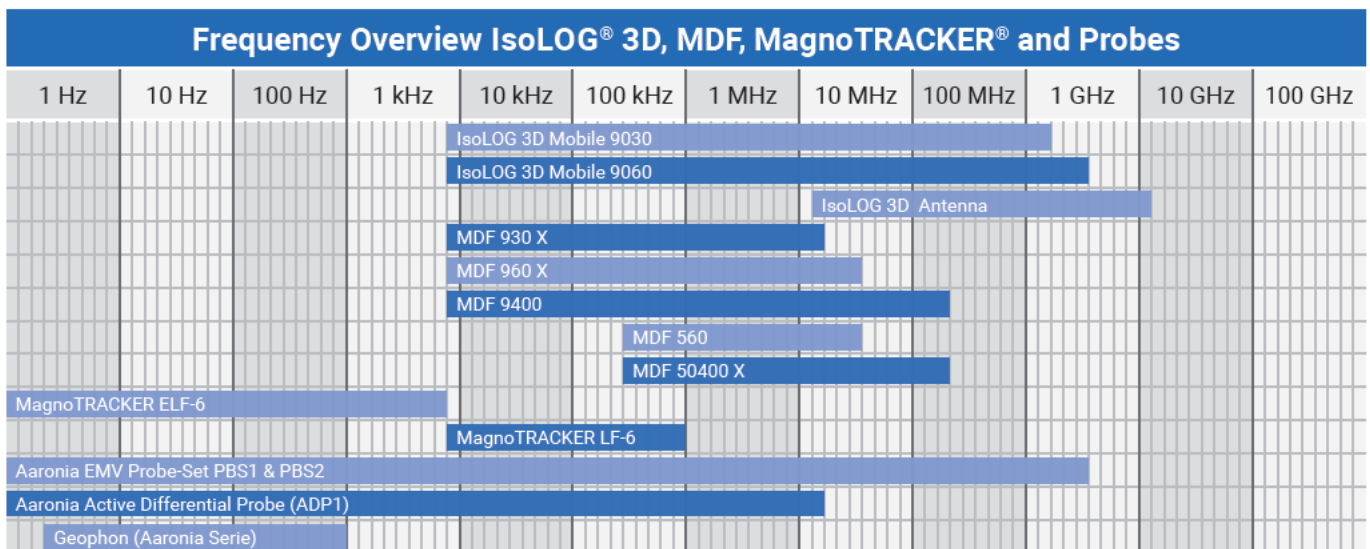 Frequency Overview IsoLOG® 3D, MDF, MagnoTRACKER® and Probes
1 Hz 10 Hz 100 Hz 1 kHz 10 kHz 100 kHz 1 MHz 10 MHz 100 MHz 1 GHz 10 GHz 100 GHz
IsoLOG 3D Mobile 9030
IsoLOG 3D Mobile 9060
IsoLOG 3D Antenna
MDF 930 X
MDF 960 X
MDF 9400
MDF 560
MDF 50400 X
MagnoTRACKER ELF-6
MagnoTRACKER LF-6
Aaronia EMV Probe-Set PBS1 & PBS2
Aaronia Active Differential Probe (ADP1)
Geophon (Aaronia Serie)